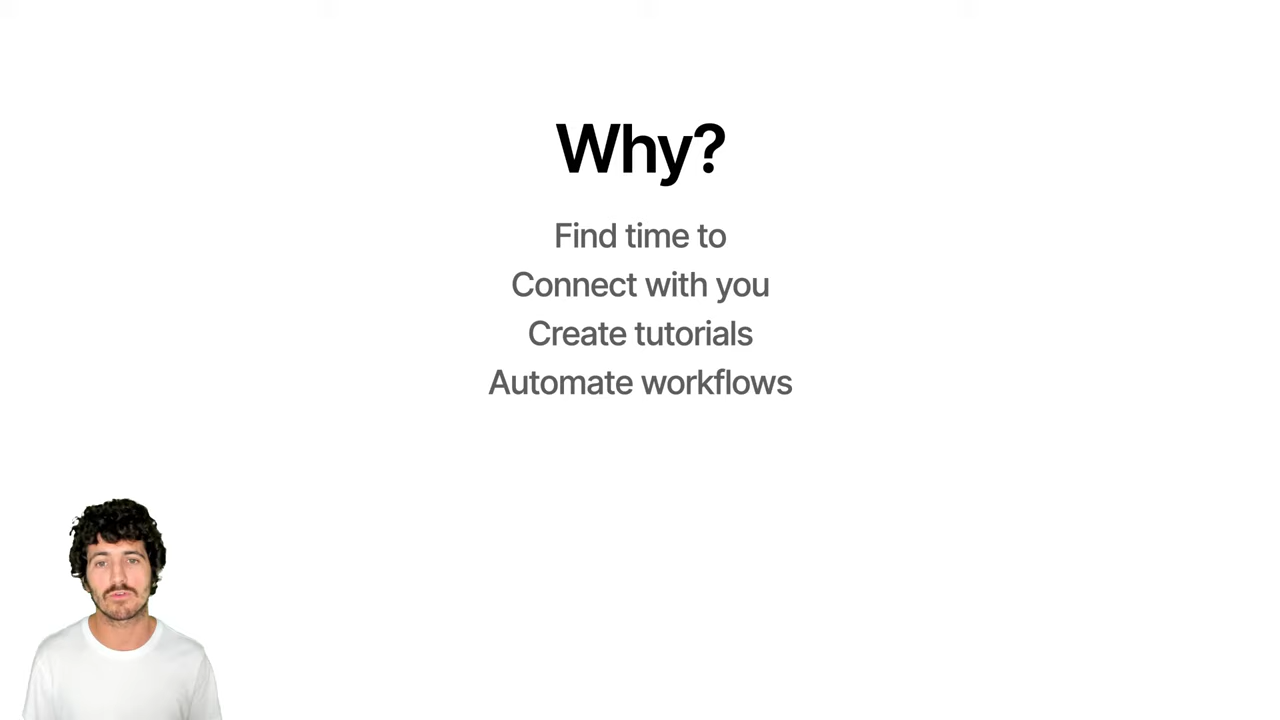 Why?
Find time to
Connect with you
Create tutorials
Automate workflows